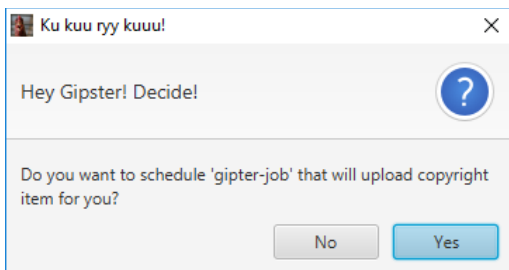 Ku kuu ryy kuuu!
Hey Gipster! Decide!
?
Do you want to schedule 'gipter-job' that will upload copyright
item for you?
No Yes